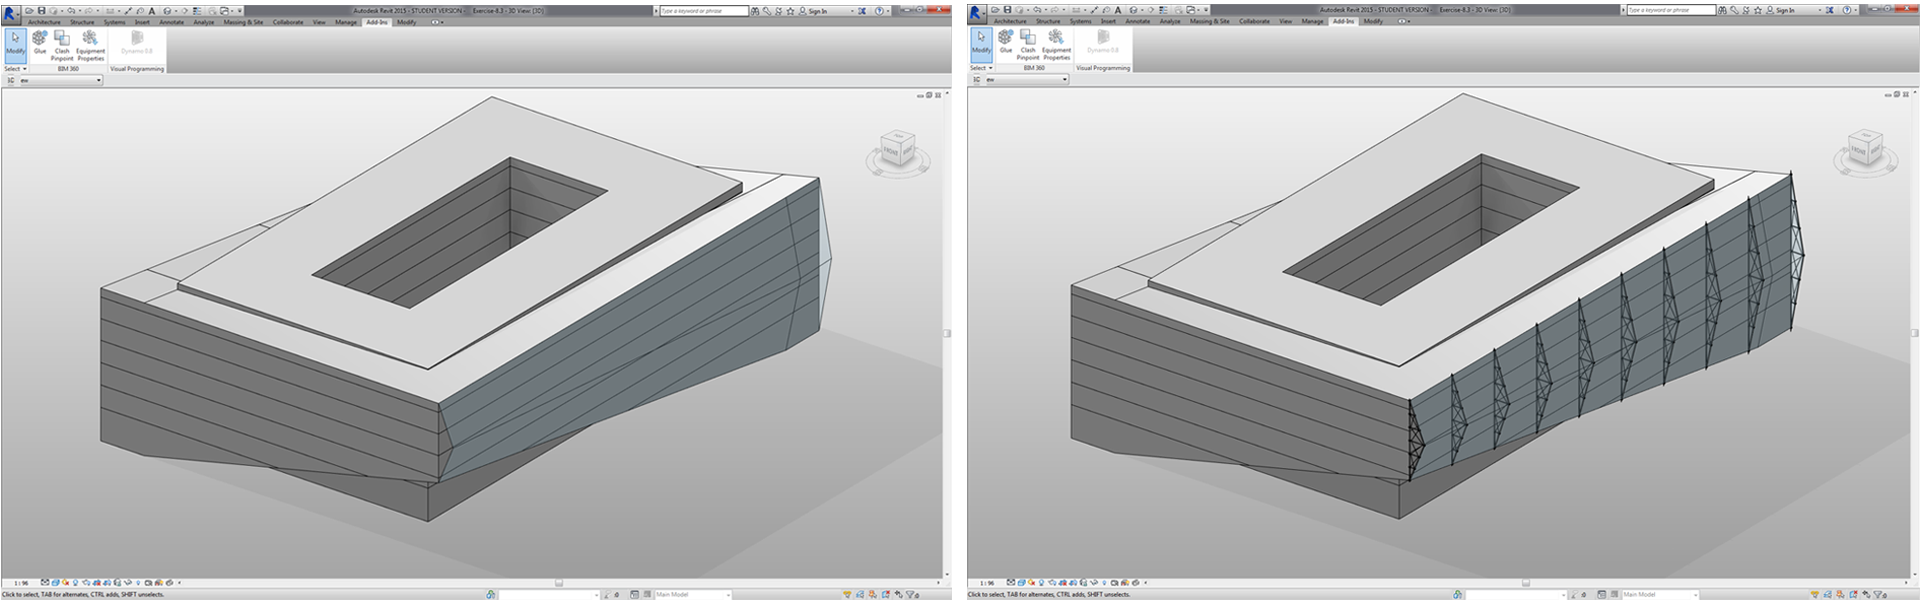 Autodesk Revit 2015 - STUDENT VERSION - Exercise-8.3 - 3D View: {3D}
Type a keyword or phrase
Sign In
Architecture Structure Systems Insert Annotate Analyze Massing & Site Collaborate View Manage Add-Ins Modify
Modify Glue Clash Pinpoint Equipment Properties Dynamo 0.8
Select BIM 360 Visual Programming
ew
1 : 96
Click to select, TAB for alternates, CTRL adds, SHIFT unselects.
:0
Main Model
:0
Autodesk Revit 2015 - STUDENT VERSION - Exercise-8.3 - 3D View: {3D}
Type a keyword or phrase
Sign In
Architecture Structure Systems Insert Annotate Analyze Massing & Site Collaborate View Manage Add-Ins Modify
Modify Glue Clash Pinpoint Equipment Properties Dynamo 0.8
Select BIM 360 Visual Programming
ew
1 : 96
Click to select, TAB for alternates, CTRL adds, SHIFT unselects.
:0
Main Model
:0